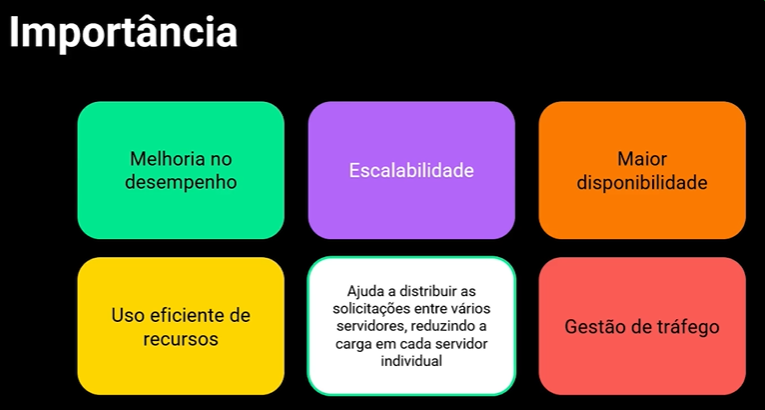 Importância
Melhoria no
desempenho
Escalabilidade
Maior
disponibilidade
Uso eficiente de
recursos
Ajuda a distribuir as
solicitações entre vários
servidores, reduzindo a
carga em cada servidor
individual
Gestão de tráfego